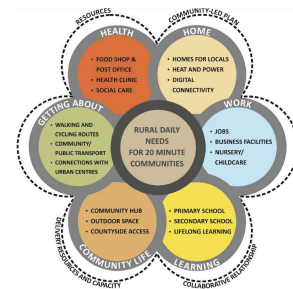 RESOURCES
COMMUNITY-LED PLAN
HEALTH
• FOOD SHOP &
POST OFFICE
• HEALTH CLINIC
• SOCIAL CARE
HOME
• HOMES FOR LOCALS
• HEAT AND POWER
• DIGITAL
CONNECTIVITY
GETTING ABOUT
• WALKING AND
CYCLING ROUTES
• COMMUNITY/
PUBLIC TRANSPORT
• CONNECTIONS WITH
URBAN CENTRES
RURAL DAILY
NEEDS
FOR 20 MINUTE
COMMUNITIES
WORK
• JOBS
• BUSINESS FACILITIES
• NURSERY/
CHILDCARE
• COMMUNITY HUB
• OUTDOOR SPACE
• COUNTYSIDE ACCESS
COMMUNITY LIFE
• PRIMARY SCHOOL
• SECONDARY SCHOOL
• LIFELONG LEARNING
LEARNING
DELIVERY RESOURCES AND CAPACITY
COLLABORATIVE RELATIONSHIP